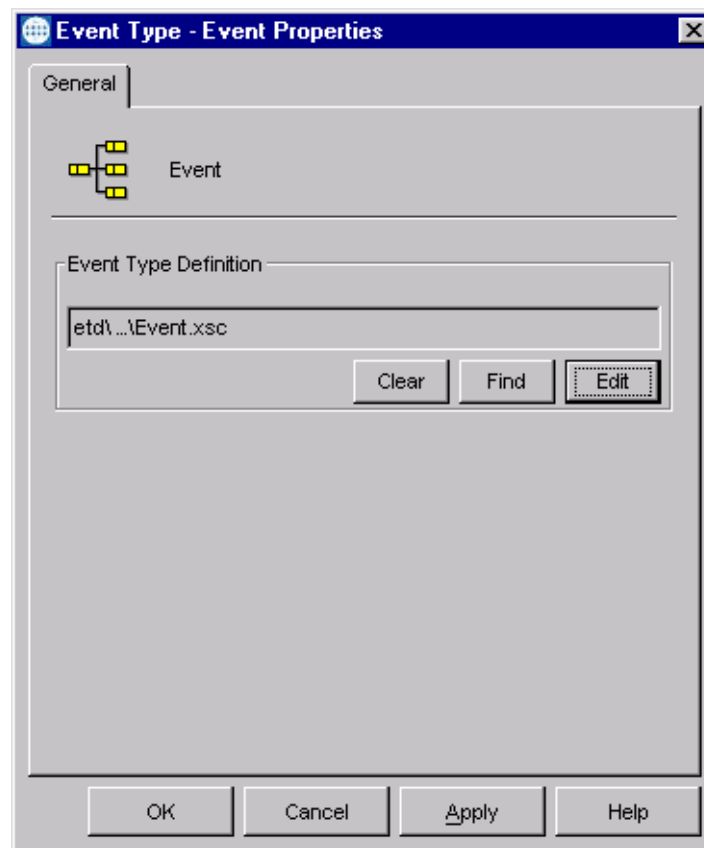 Event Type - Event Properties
General
Event
Event Type Definition
etd\ ...\Event.xsc
Clear Find Edit
OK Cancel Apply Help